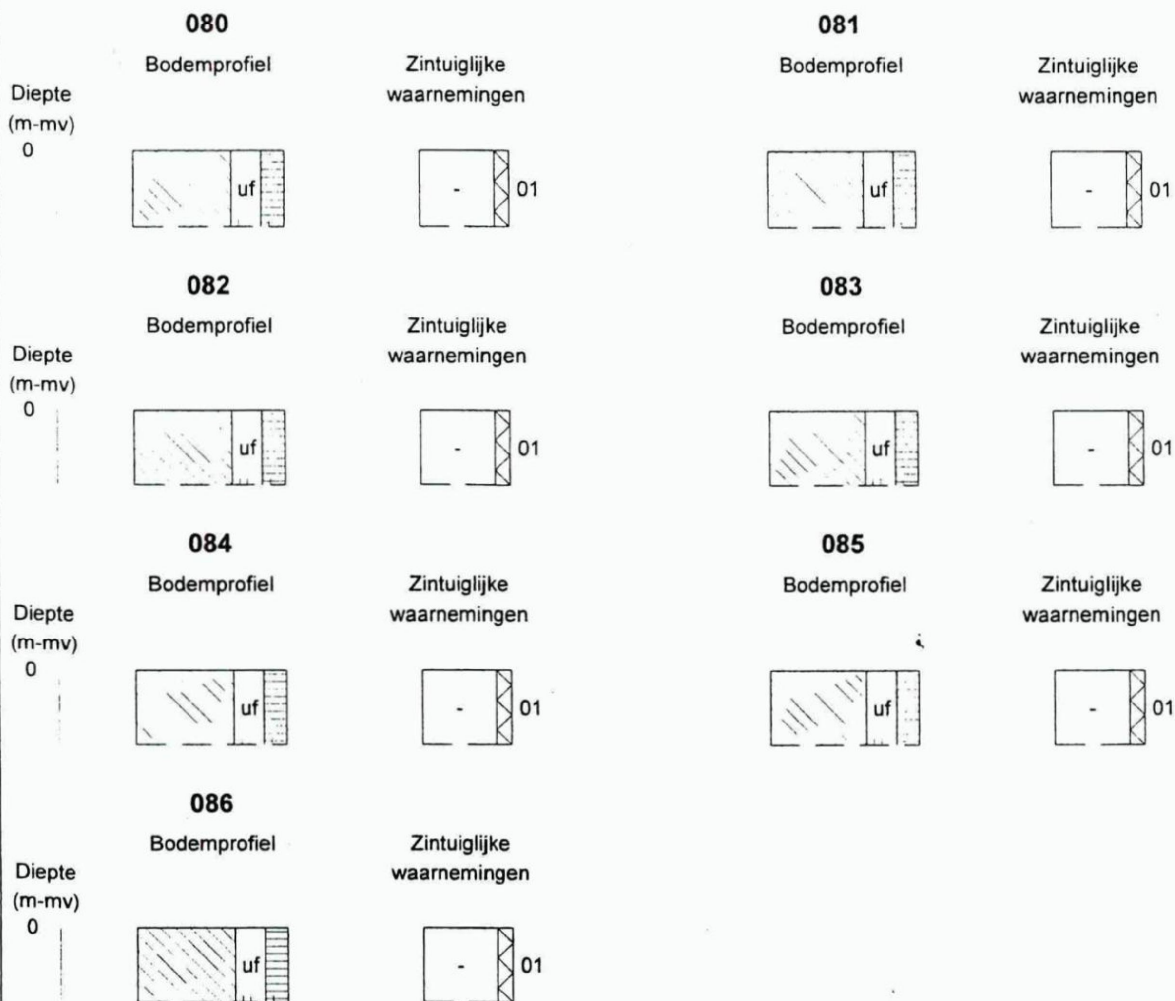 080
081
Bodemprofiel Zintuiglijke Bodemprofiel Zintuiglijke
Diepte waarnemingen waarnemingen
(m-mv)
0
uf - 01 uf - 01
082
083
Bodemprofiel Zintuiglijke Bodemprofiel Zintuiglijke
Diepte waarnemingen waarnemingen
(m-mv)
0
uf - 01 uf - 01
084
085
Bodemprofiel Zintuiglijke Bodemprofiel Zintuiglijke
Diepte waarnemingen waarnemingen
(m-mv)
0
uf - 01 uf - 01
086
Bodemprofiel Zintuiglijke
Diepte waarnemingen
(m-mv)
0
uf - 01